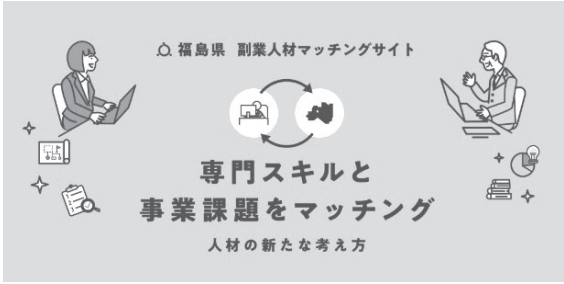 福島県 副業人材マッチングサイト
専門スキルと
事業課題をマッチング
人材の新たな考え方